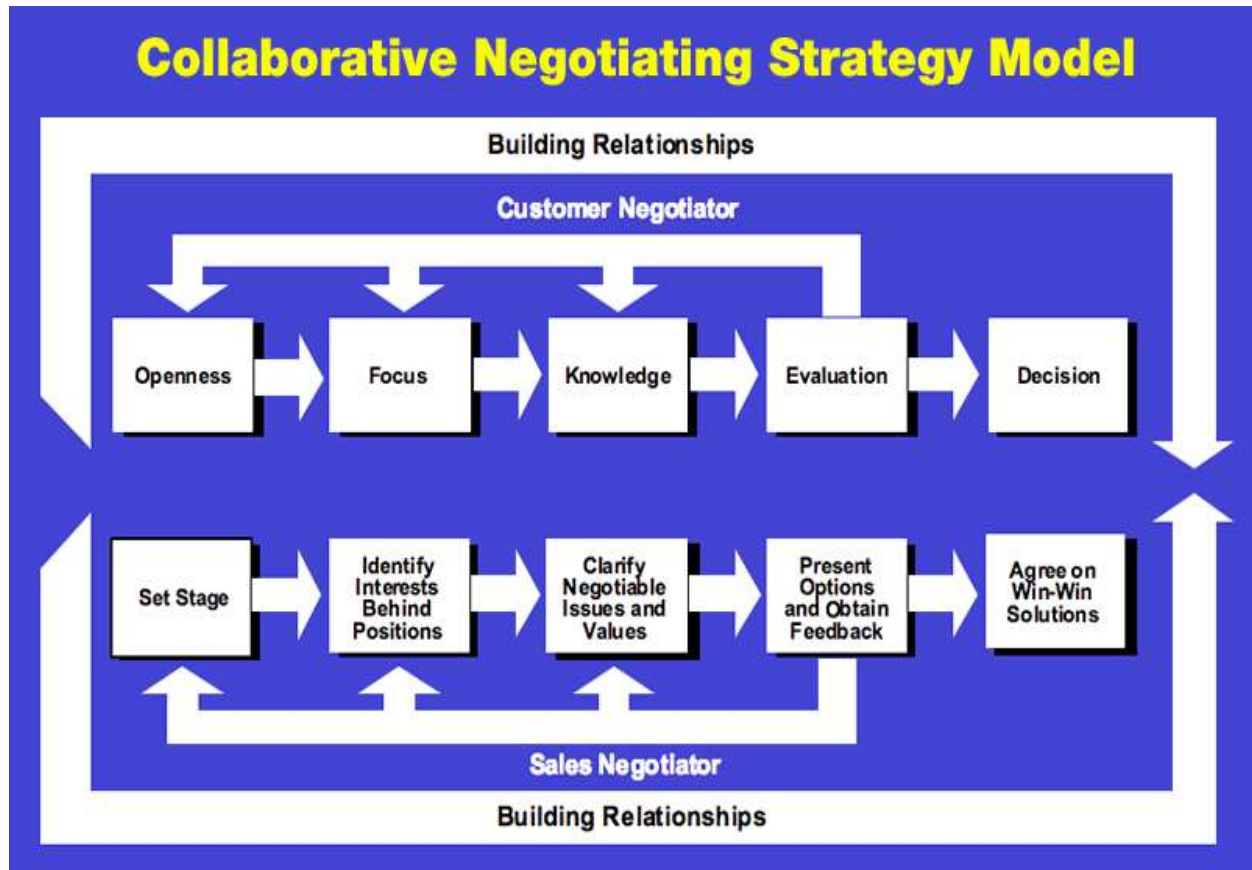 Collaborative Negotiating Strategy Model
Building Relationships
Customer Negotiator
Openness
Focus
Knowledge
Evaluation
Decision
Set Stage
Identify
Interests
Behind
Positions
Clarify
Negotiable
Issues and
Values
Present
Options
and Obtain
Feedback
Agree on
Win-Win
Solutions
Sales Negotiator
Building Relationships